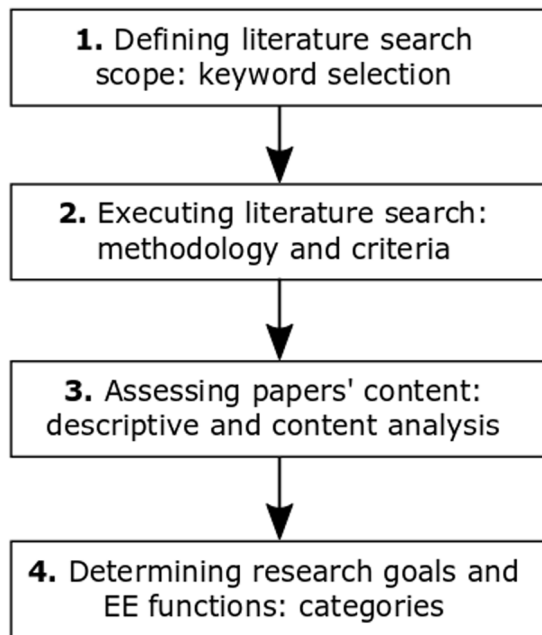 1. Defining literature search
scope: keyword selection
2. Executing literature search:
methodology and criteria
3. Assessing papers' content:
descriptive and content analysis
4. Determining research goals and
EE functions: categories